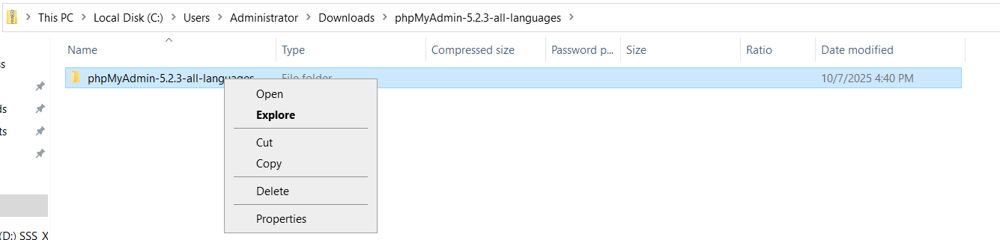 This PC > Local Disk (C:) > Users > Administrator > Downloads > phpMyAdmin-5.2.3-all-languages >
Name Type Compressed size Password p... Size Ratio Date modified
phpMyAdmin-5.2.3-all-languages File folder 10/7/2025 4:40 PM
Open
Explore
Cut
Copy
Delete
Properties
(D:) SSS_X